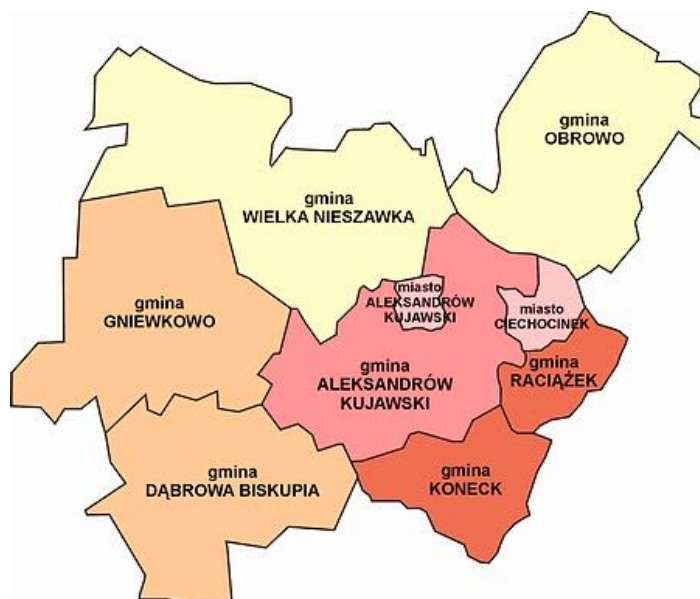 gmina
OBROWO
gmina
WIELKA NIESZAWKA
gmina
GNIEWKOWO
miasto
ALEKSANDRÓW
KUJAWSKI
miasto
CIECHOCINEK
gmina
ALEKSANDRÓW
KUJAWSKI
gmina
RACIĄŻEK
gmina
DĄBROWA BISKUPIA
gmina
KONECK